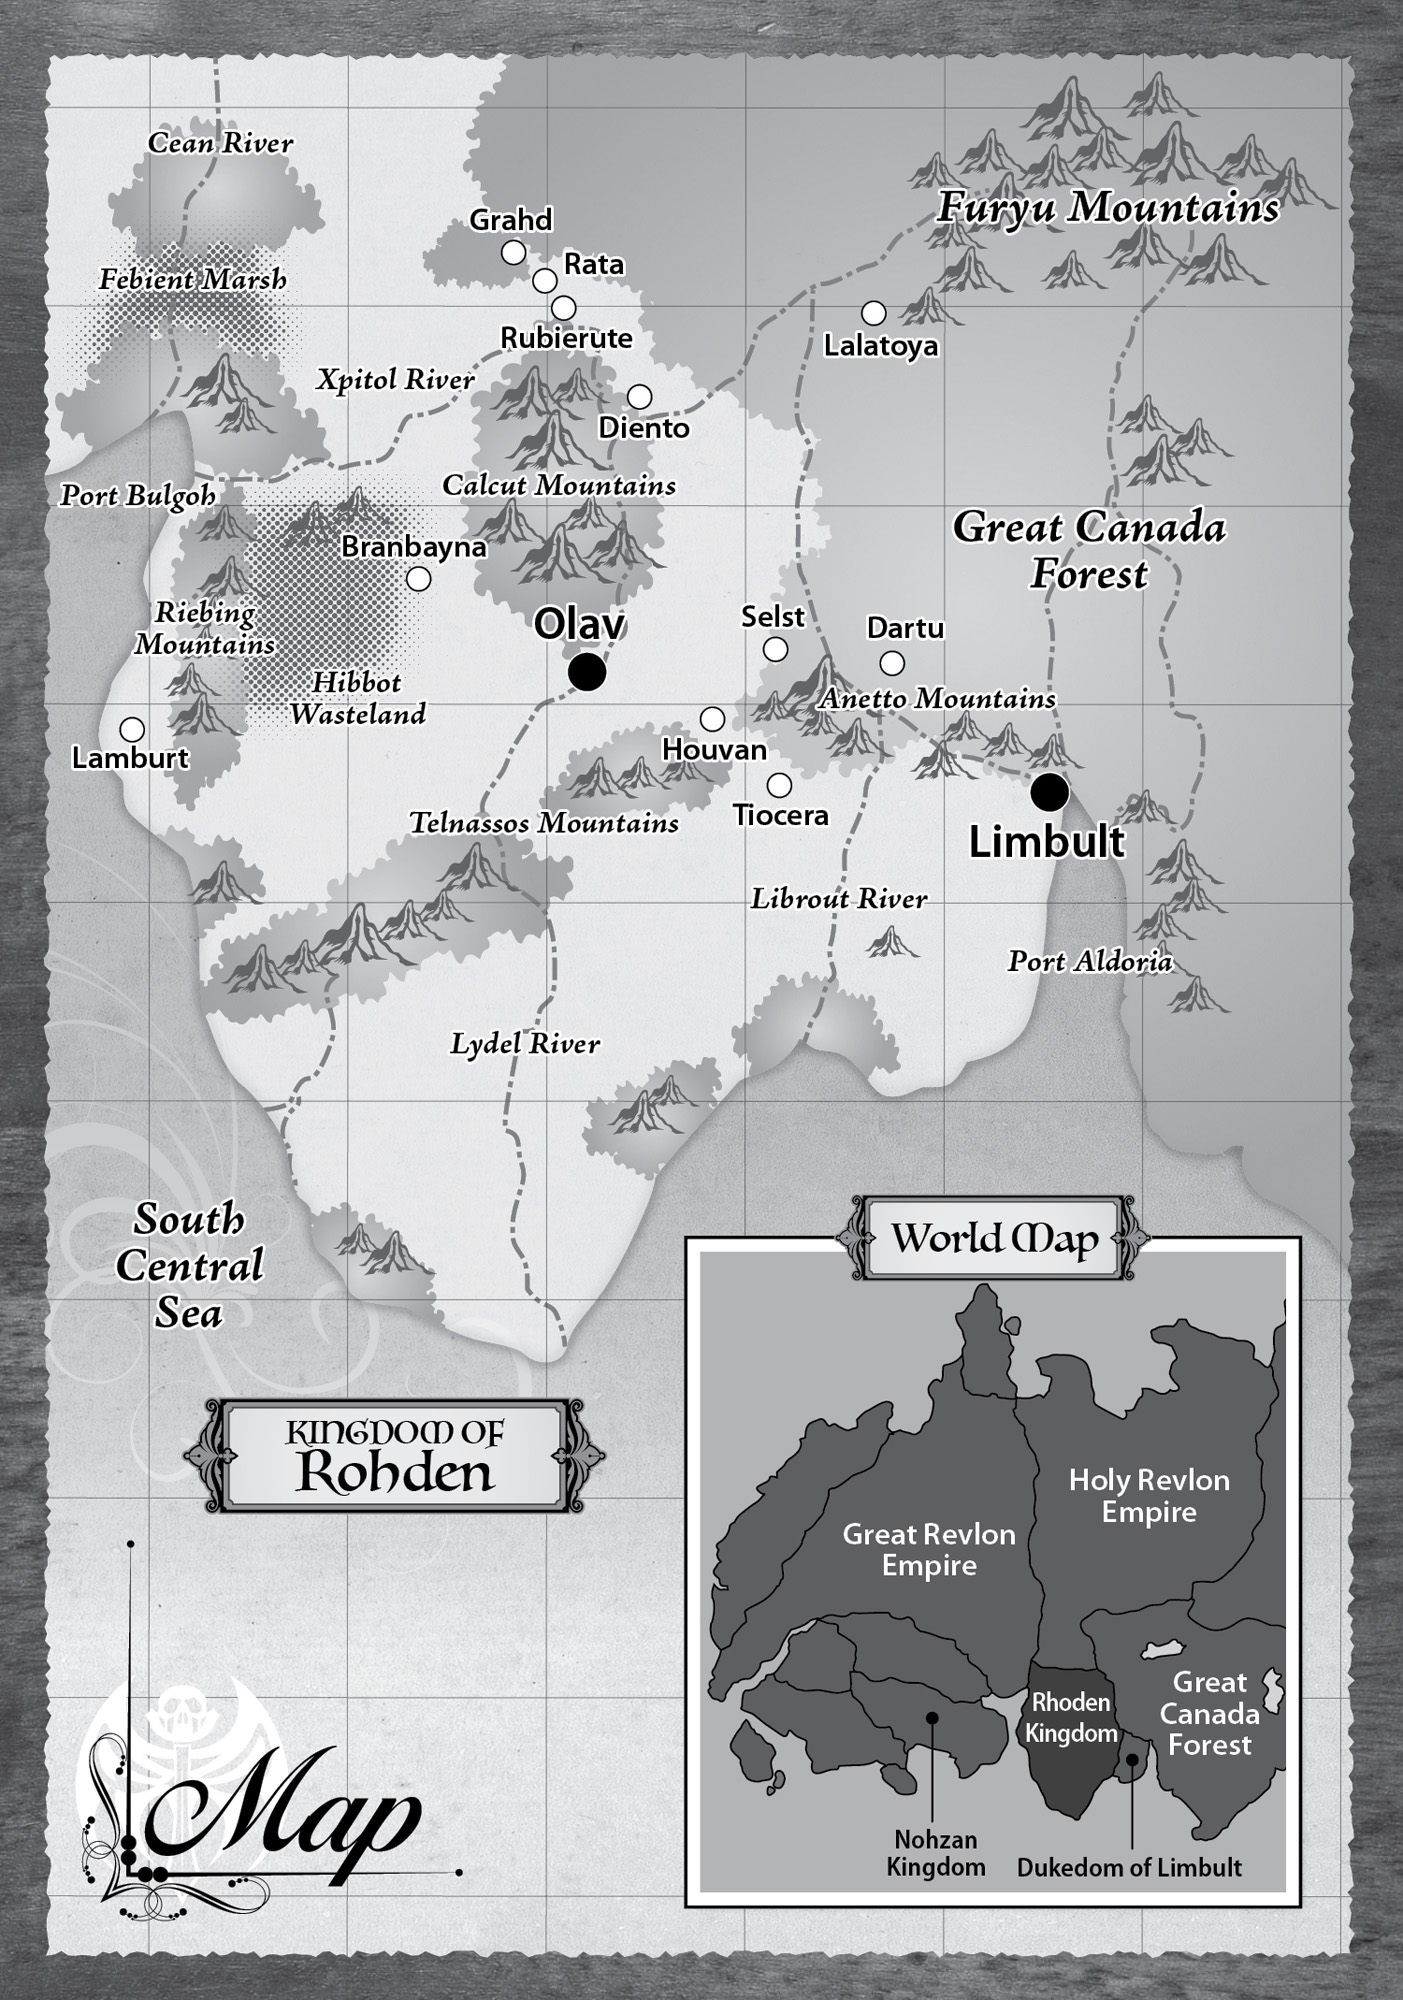 Cean River
Furyu Mountains
Grahd
Rata
Febient Marsh
Rubierute
Lalatoya
Xpitol River
Diento
Calcut Mountains
Port Bulgoh
Great Canada
Forest
Branbayna
Riebing
Mountains
Olav
Selst
Dartu
Hibbot
Wasteland
Anetto Mountains
Lamburt
Houvan
Tiocera
Telnassos Mountains
Limbult
Librout River
Port Aldoria
Lydel River
South
Central
Sea
KINGDOM OF
Rohden
World Map
Holy Revlon
Empire
Great Revlon
Empire
Rhoden
Kingdom
Great
Canada
Forest
Nohzan
Kingdom
Dukedom of Limbult
Map